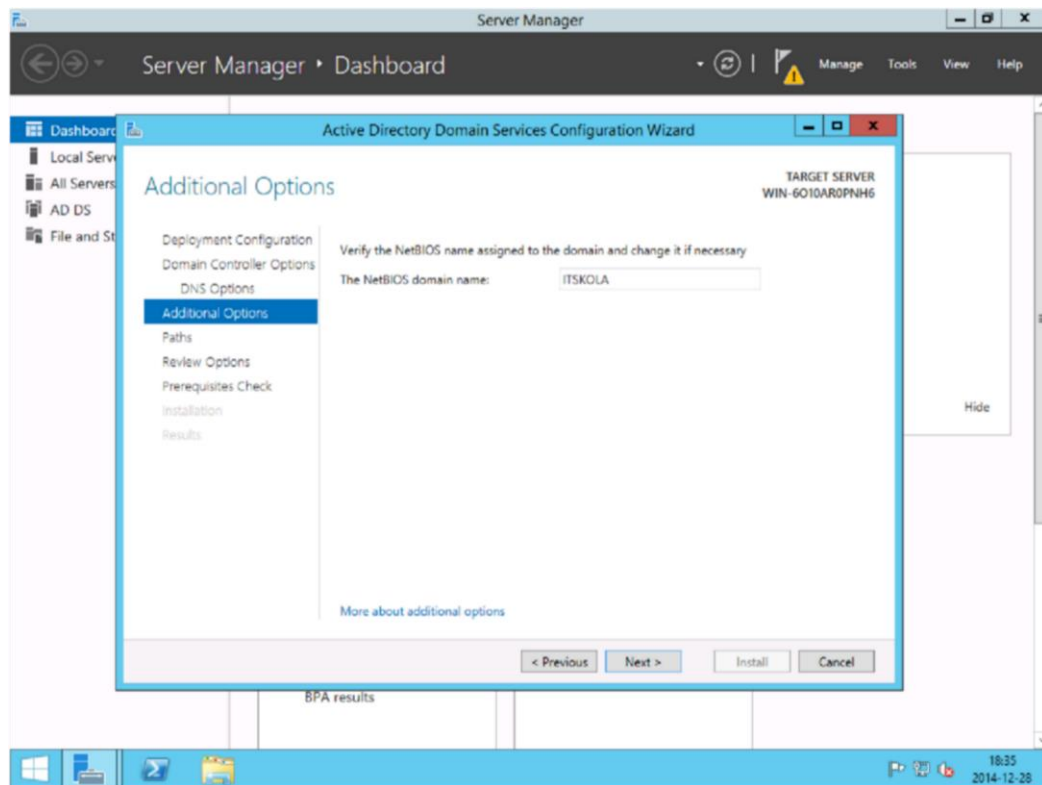 Server Manager
Server Manager • Dashboard
Manage Tools View Help
Dashboard
Local Serv
All Servers
AD DS
File and St
Active Directory Domain Services Configuration Wizard
Additional Options
TARGET SERVER
WIN-6O10AR0PNH6
Deployment Configuration
Domain Controller Options
DNS Options
Additional Options
Paths
Review Options
Prerequisites Check
Installation
Results
Verify the NetBIOS name assigned to the domain and change it if necessary
The NetBIOS domain name: ITSKOLA
More about additional options
< Previous Next > Install Cancel
Hide
BPA results
18:35
2014-12-28